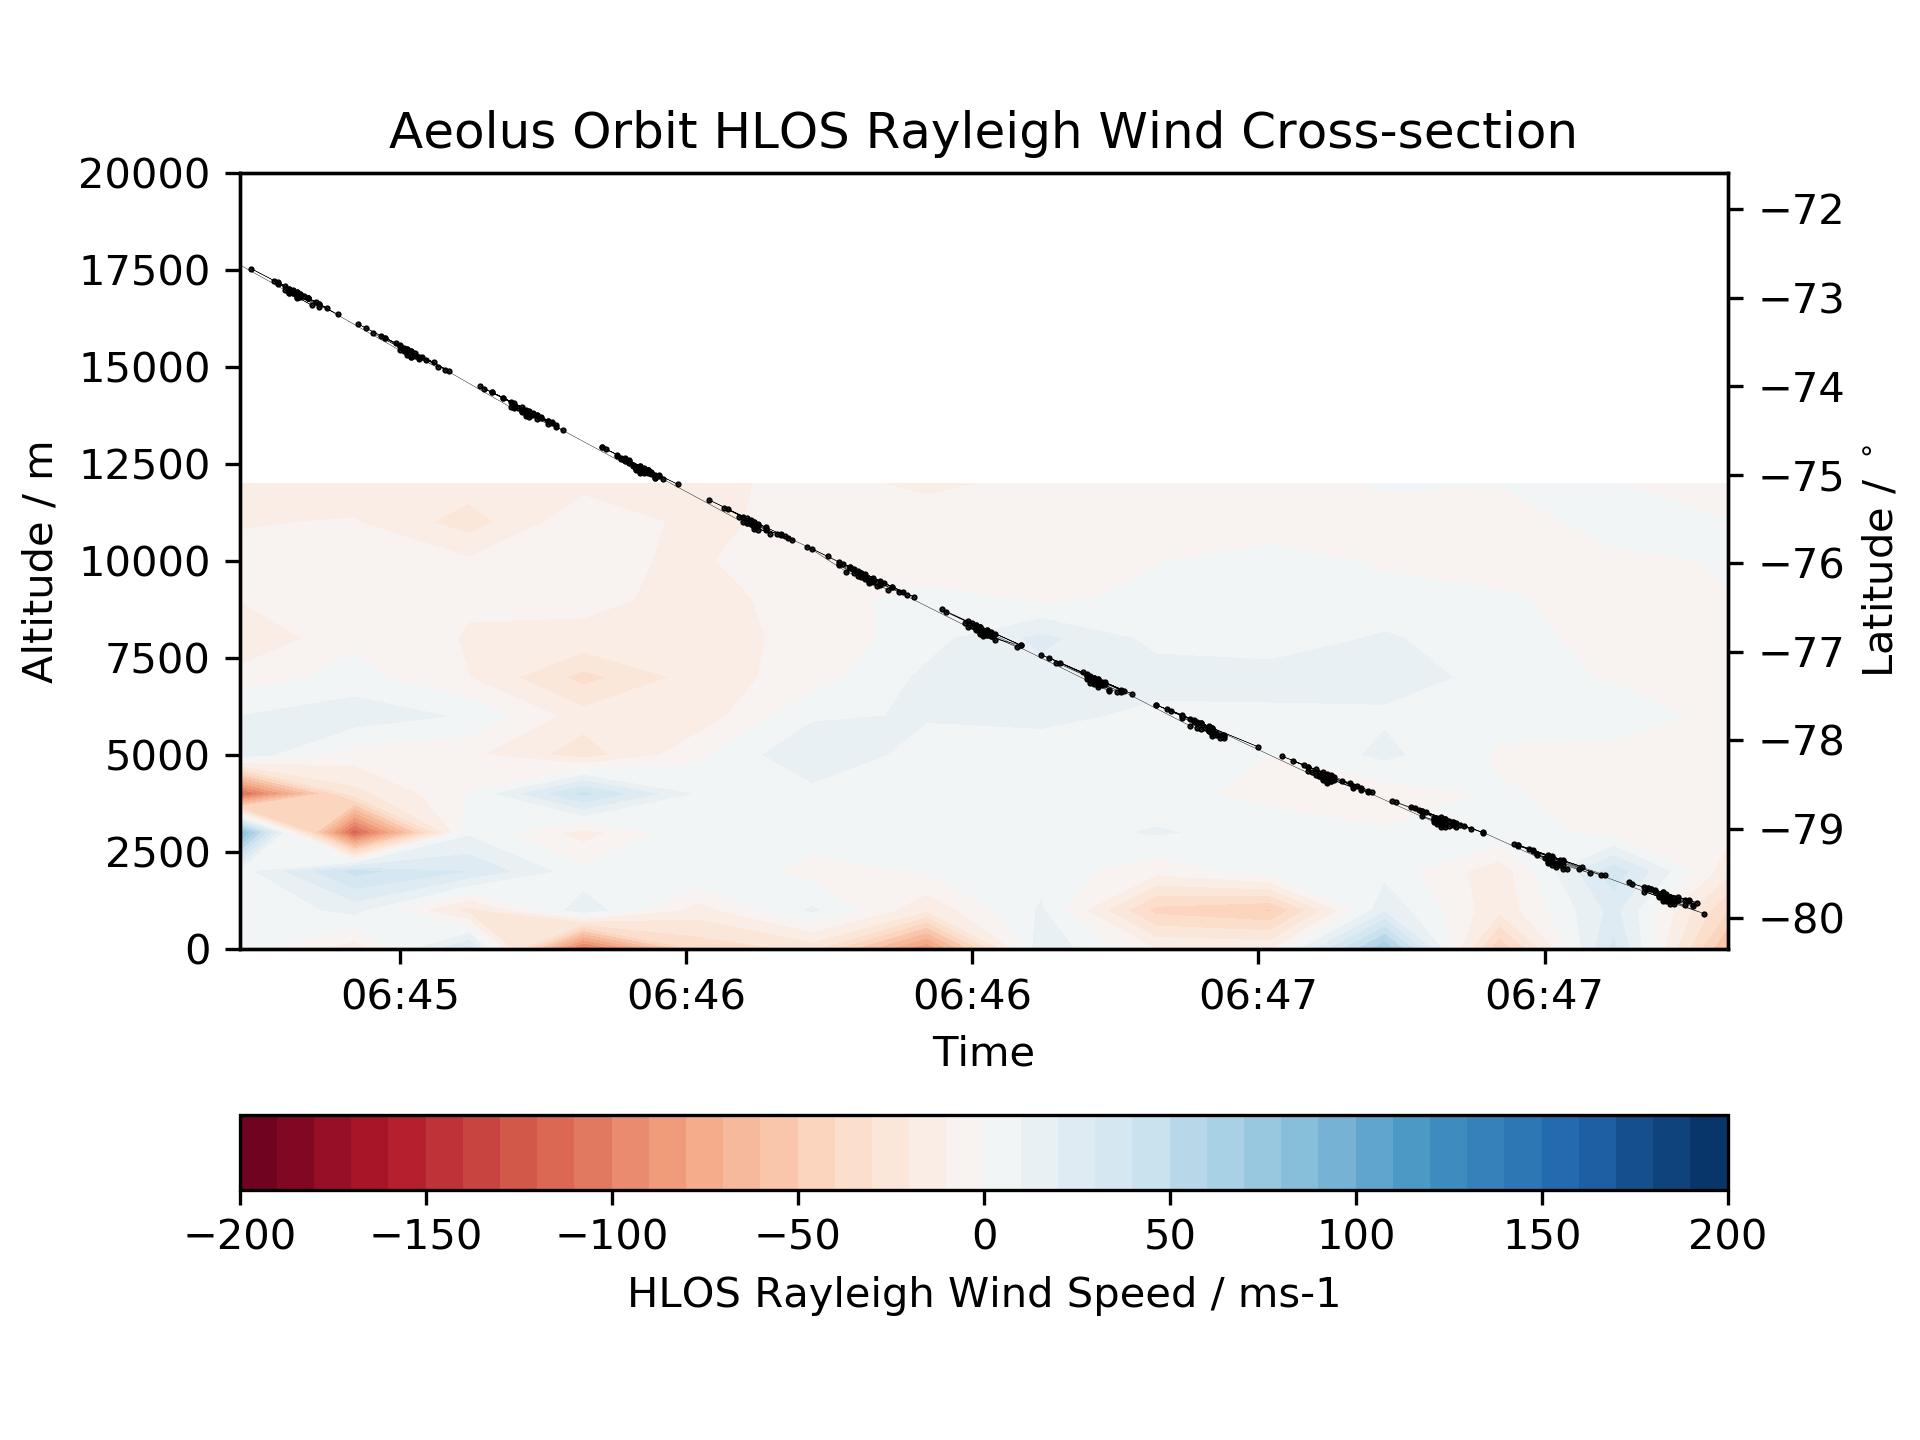 Aeolus Orbit HLOS Rayleigh Wind Cross-section
20000
17500
15000
12500
10000
7500
5000
2500
0
Altitude / m
−72
−73
−74
−75
−76
−77
−78
−79
−80
Latitude / °
06:45 06:46 06:46 06:47 06:47
Time
−200 −150 −100 −50 0 50 100 150 200
HLOS Rayleigh Wind Speed / ms-1